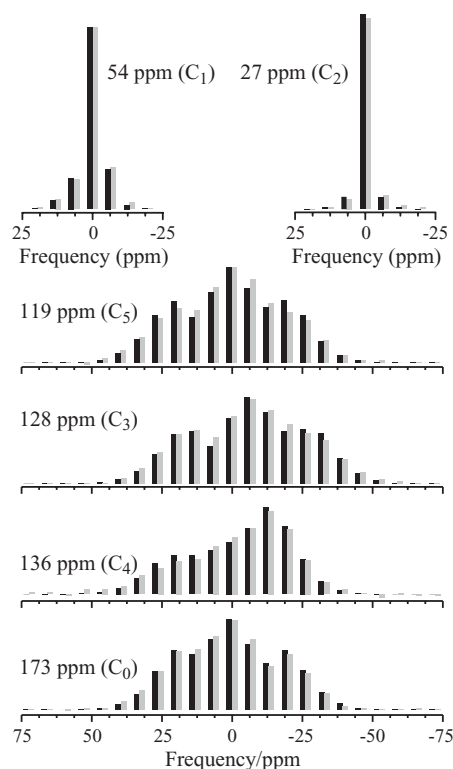 54 ppm (C₁) 27 ppm (C₂)
25 0 -25 25 0 -25
Frequency (ppm) Frequency (ppm)
119 ppm (C₅)
128 ppm (C₃)
136 ppm (C₄)
173 ppm (C₀)
75 50 25 0 -25 -50 -75
Frequency/ppm